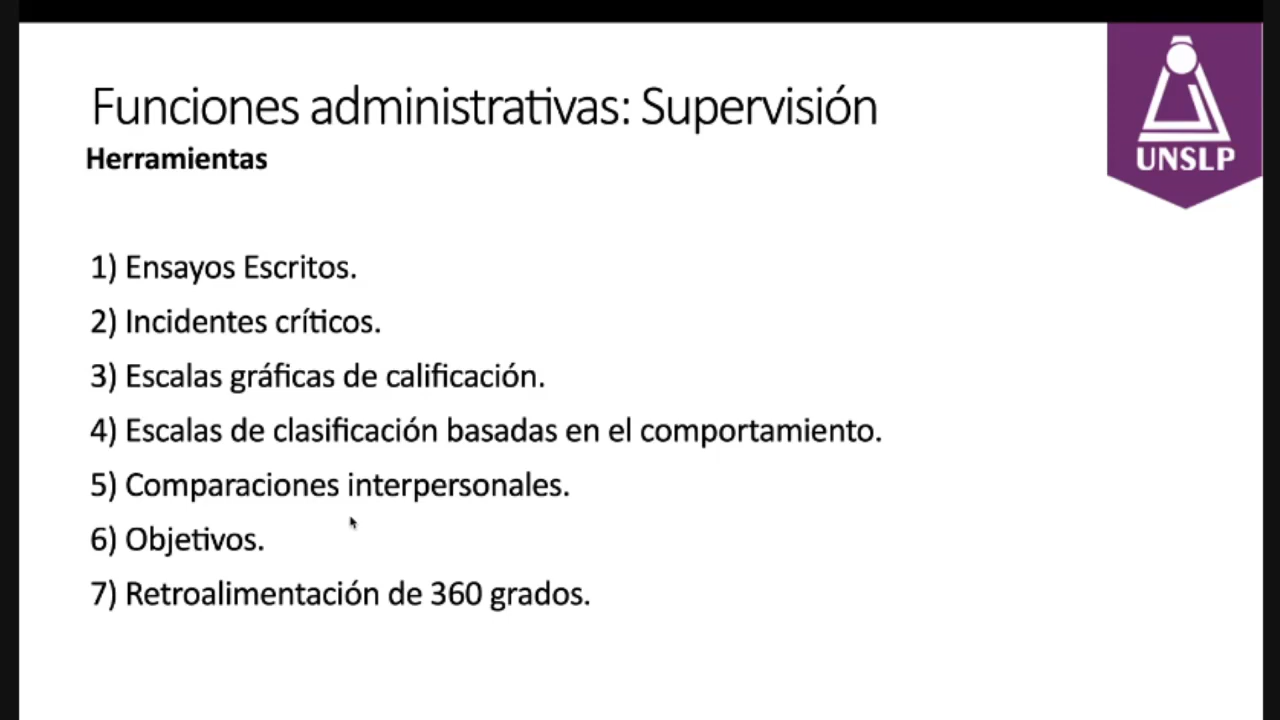 Funciones administrativas: Supervisión
Herramientas
UNSLP
1) Ensayos Escritos.
2) Incidentes críticos.
3) Escalas gráficas de calificación.
4) Escalas de clasificación basadas en el comportamiento.
5) Comparaciones interpersonales.
6) Objetivos.
7) Retroalimentación de 360 grados.